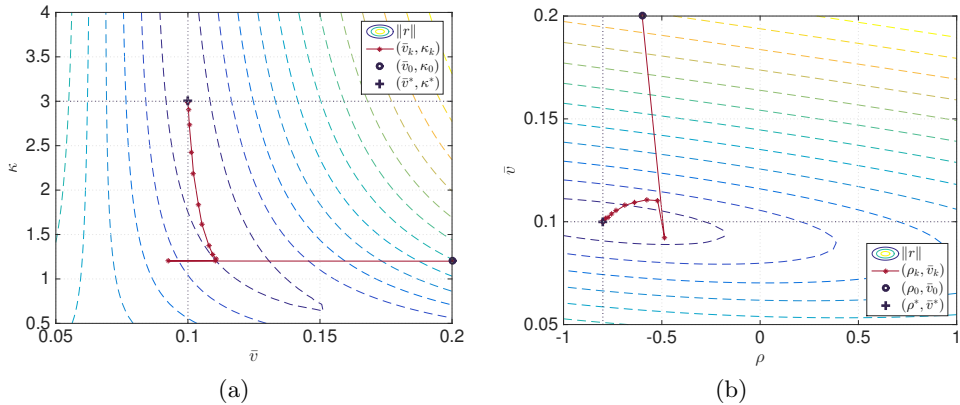 4
3.5
3
2.5
2
1.5
1
0.5
κ
0.05
0.1
0.15
0.2
v̄
‖r‖
(v̄ₖ, κₖ)
(v̄₀, κ₀)
(v̄*, κ*)
(a)
0.2
0.15
0.1
0.05
v̄
-1
-0.5
0
0.5
1
ρ
‖r‖
(ρₖ, v̄ₖ)
(ρ₀, v̄₀)
(ρ*, v̄*)
(b)